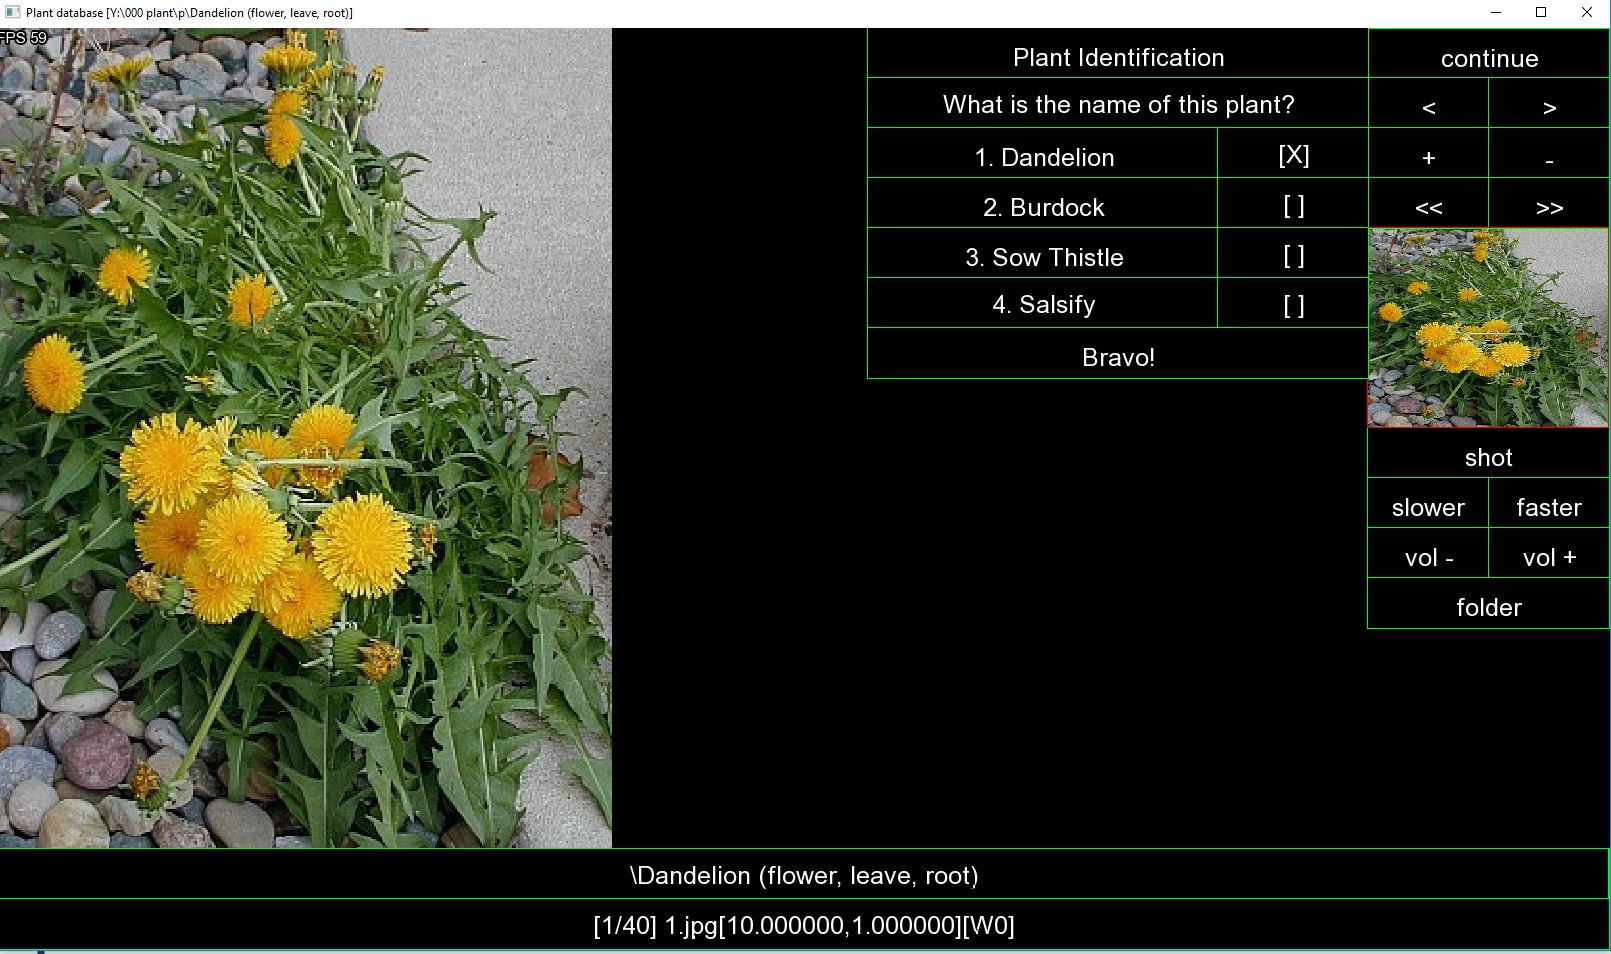 Plant database [Y:\000 plant\p\Dandelion (flower, leave, root)]
FPS 59
Plant Identification
What is the name of this plant?
1. Dandelion [X]
2. Burdock [ ]
3. Sow Thistle [ ]
4. Salsify [ ]
Bravo!
continue
< >
+ -
<< >>
shot
slower faster
vol - vol +
folder
\Dandelion (flower, leave, root)
[1/40] 1.jpg[10.000000,1.000000][W0]